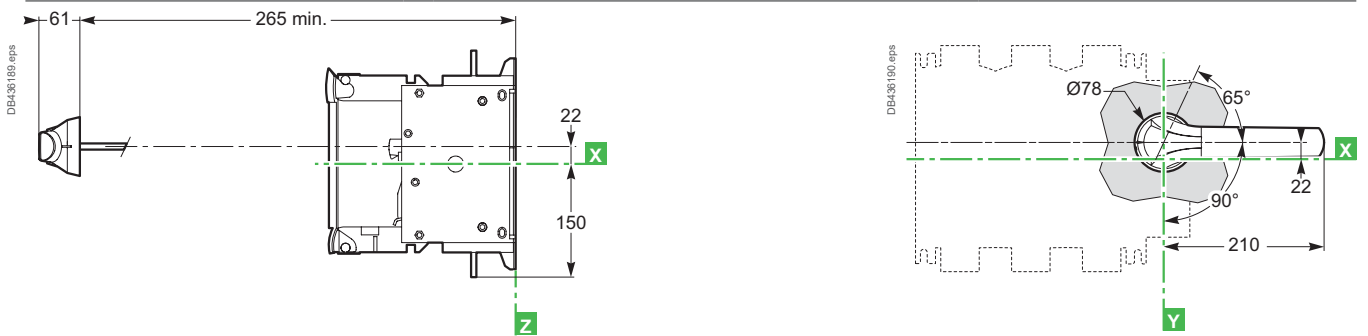 DB436189.eps
61
265 min.
22
X
150
Z
DB436190.eps
Ø78
65°
X
22
90°
210
Y